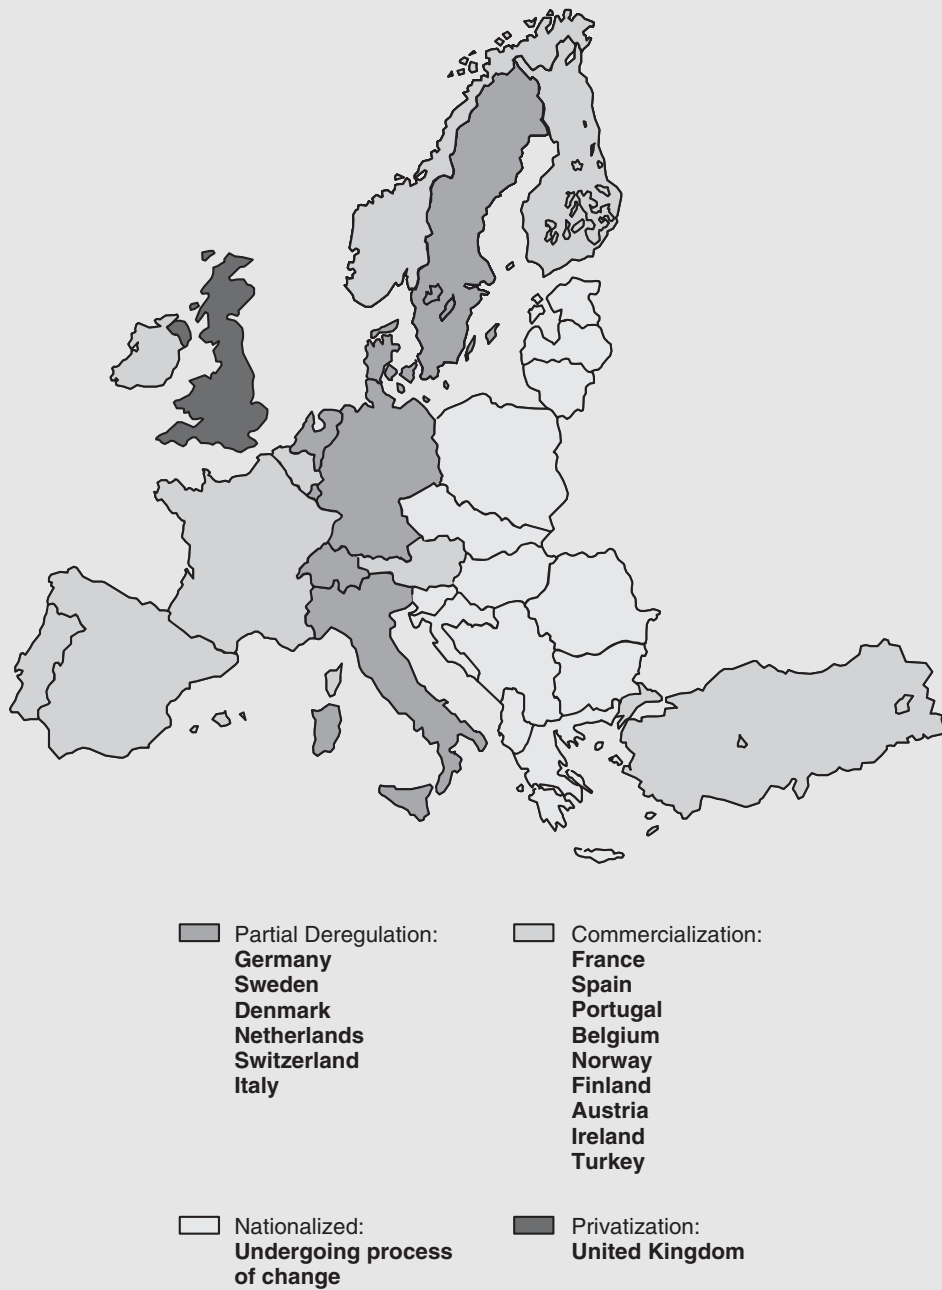 Partial Deregulation:
Germany
Sweden
Denmark
Netherlands
Switzerland
Italy
Commercialization:
France
Spain
Portugal
Belgium
Norway
Finland
Austria
Ireland
Turkey
Nationalized:
Undergoing process
of change
Privatization:
United Kingdom